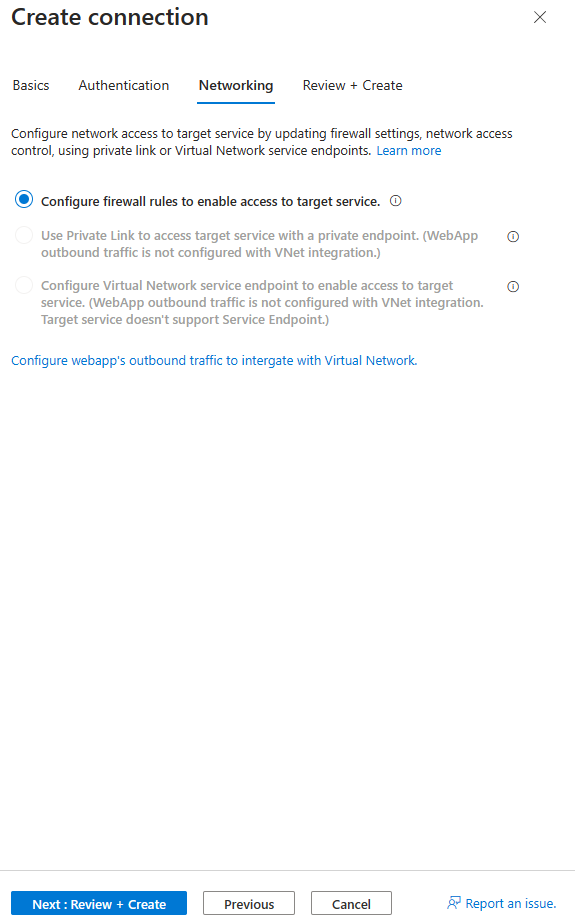 Create connection
Basics
Authentication
Networking
Review + Create
Configure network access to target service by updating firewall settings, network access
control, using private link or Virtual Network service endpoints. Learn more
Configure firewall rules to enable access to target service.
Use Private Link to access target service with a private endpoint. (WebApp
outbound traffic is not configured with VNet integration.)
Configure Virtual Network service endpoint to enable access to target
service. (WebApp outbound traffic is not configured with VNet integration.
Target service doesn't support Service Endpoint.)
Configure webapp's outbound traffic to intergate with Virtual Network.
Next : Review + Create
Previous
Cancel
Report an issue.